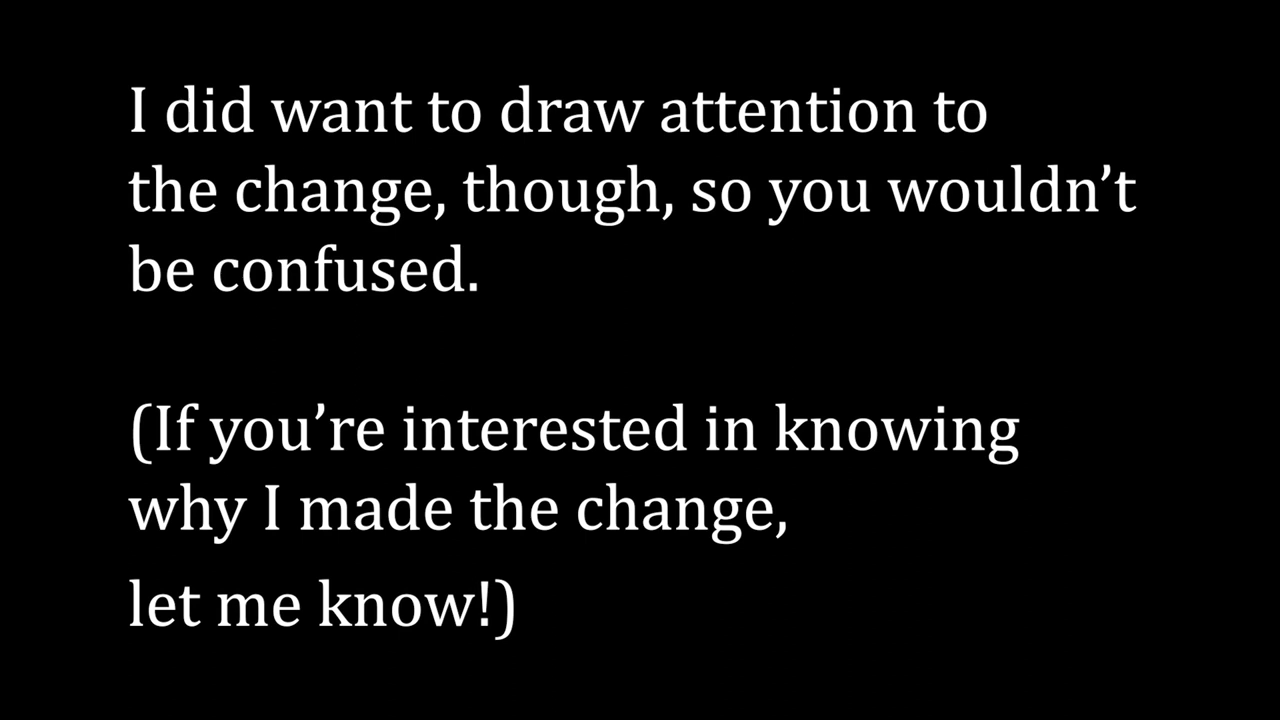 I did want to draw attention to
the change, though, so you wouldn’t
be confused.
(If you’re interested in knowing
why I made the change,
let me know!)